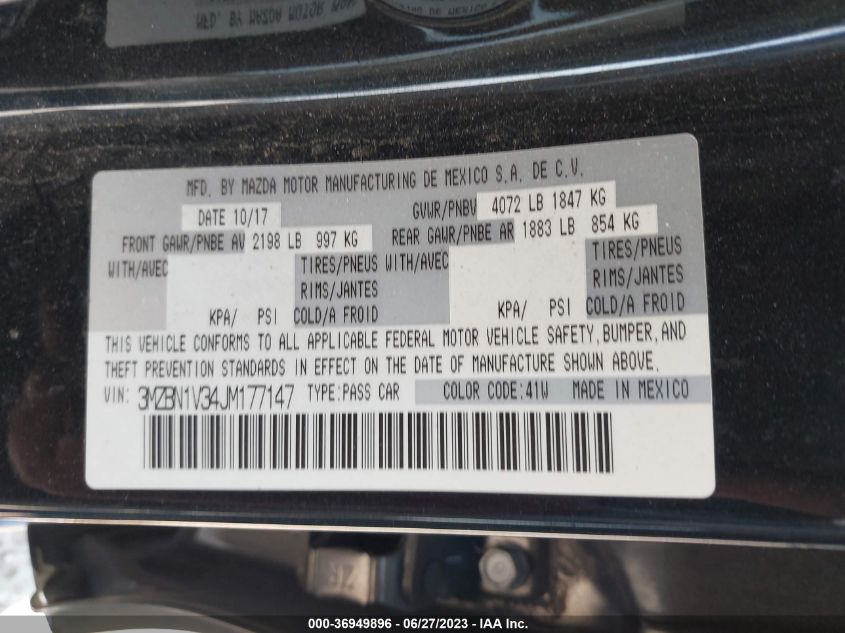 MFD. BY MAZDA MOTOR MAN
MFD. BY MAZDA MOTOR MANUFACTURING DE MEXICO S.A. DE C.V.
DATE 10/17 GVWR/PNBV 4072 LB 1847 KG
FRONT GAWR/PNBE AV 2198 LB 997 KG REAR GAWR/PNBE AR 1883 LB 854 KG
WITH/AVEC TIRES/PNEUS WITH/AVEC TIRES/PNEUS
RIMS/JANTES RIMS/JANTES
KPA/ PSI COLD/A FROID KPA/ PSI COLD/A FROID
THIS VEHICLE CONFORMS TO ALL APPLICABLE FEDERAL MOTOR VEHICLE SAFETY, BUMPER, AND
THEFT PREVENTION STANDARDS IN EFFECT ON THE DATE OF MANUFACTURE SHOWN ABOVE.
VIN: 3MZBN1V34JM177147 TYPE:PASS CAR COLOR CODE:41W MADE IN MEXICO
000-36949896 - 06/27/2023 - IAA Inc.